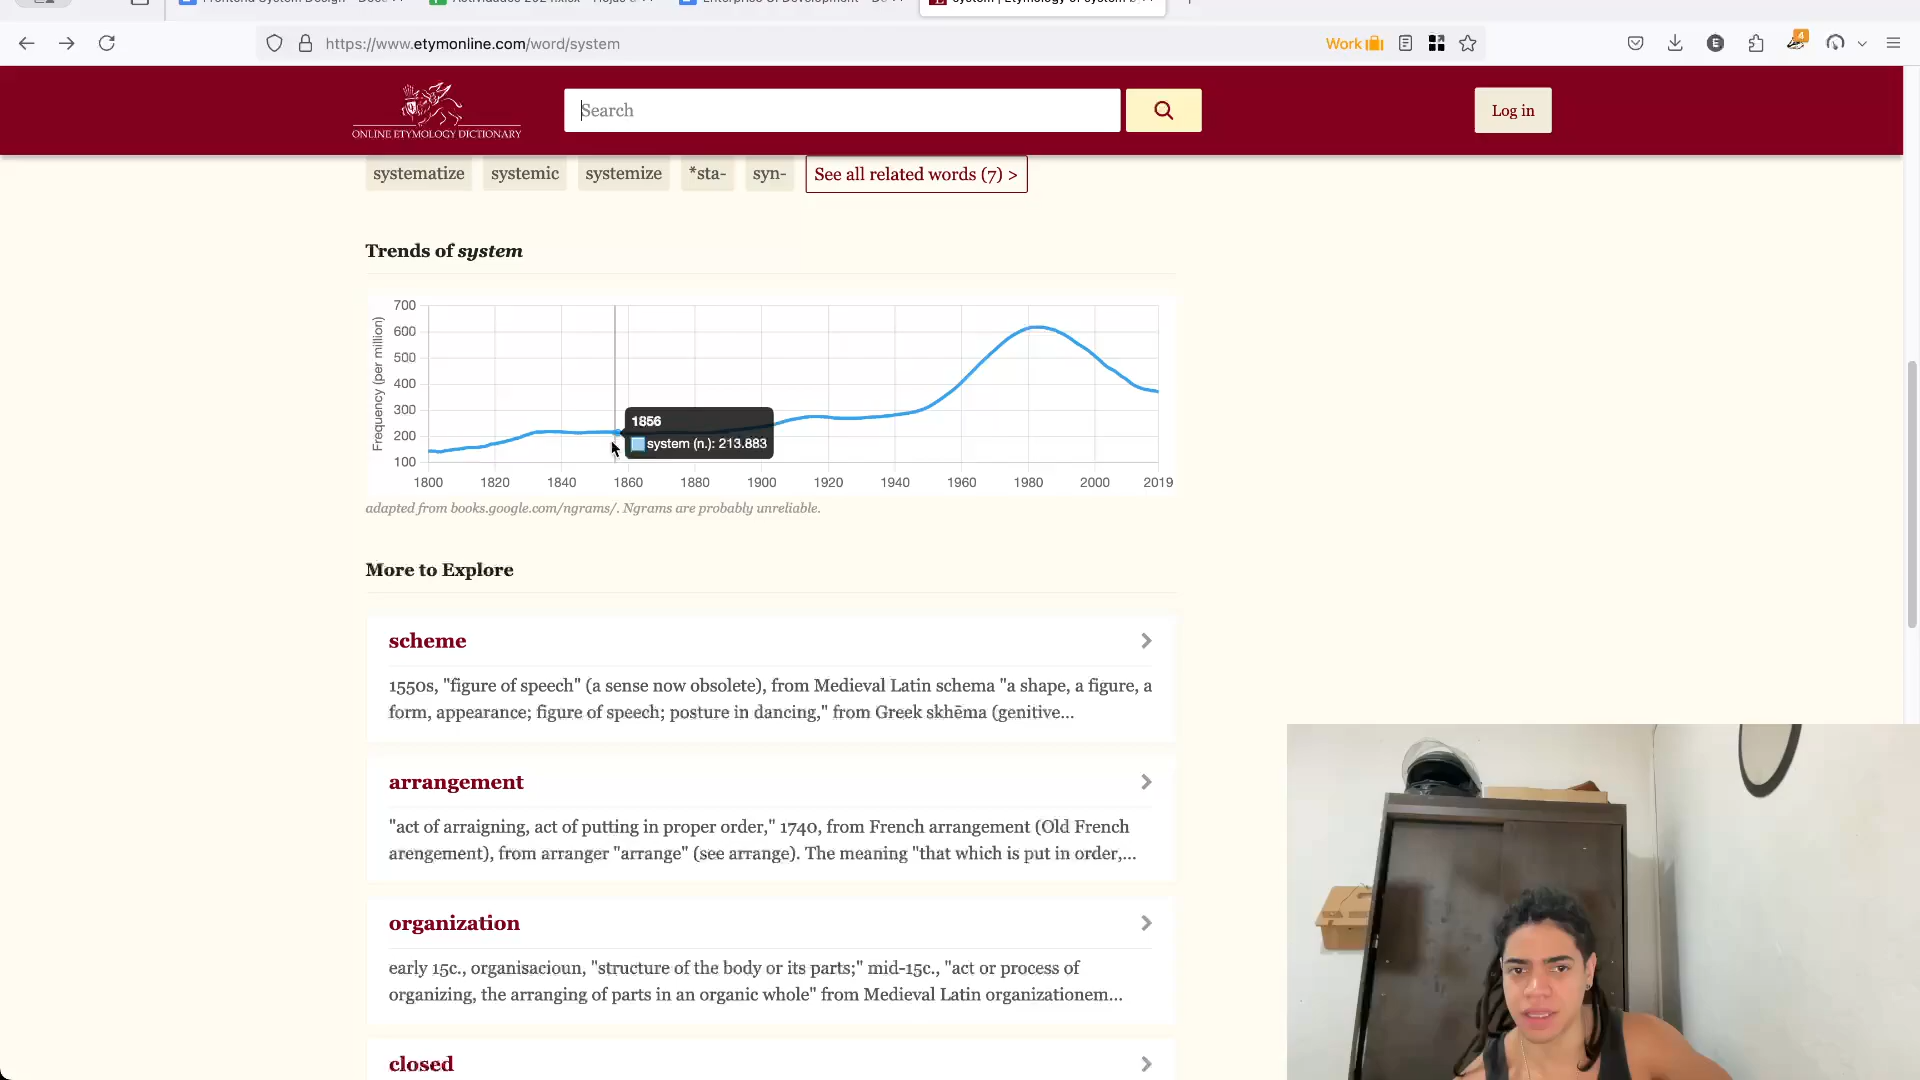 https://www.etymonline.com/word/system
Work
E
4
ONLINE ETYMOLOGY DICTIONARY
Search
Log in
systematize
systemic
systemize
*sta-
syn-
See all related words (7) >
Trends of system
Frequency (per million)
700
600
500
400
300
200
100
1856
system (n.): 213.883
1800
1820
1840
1860
1880
1900
1920
1940
1960
1980
2000
2019
adapted from books.google.com/ngrams/. Ngrams are probably unreliable.
More to Explore
scheme
1550s, "figure of speech" (a sense now obsolete), from Medieval Latin schema "a shape, a figure, a
form, appearance; figure of speech; posture in dancing," from Greek skhēma (genitive...
arrangement
"act of arraigning, act of putting in proper order," 1740, from French arrangement (Old French
arengement), from arranger "arrange" (see arrange). The meaning "that which is put in order,...
organization
early 15c., organisacioun, "structure of the body or its parts;" mid-15c., "act or process of
organizing, the arranging of parts in an organic whole" from Medieval Latin organizationem...
closed